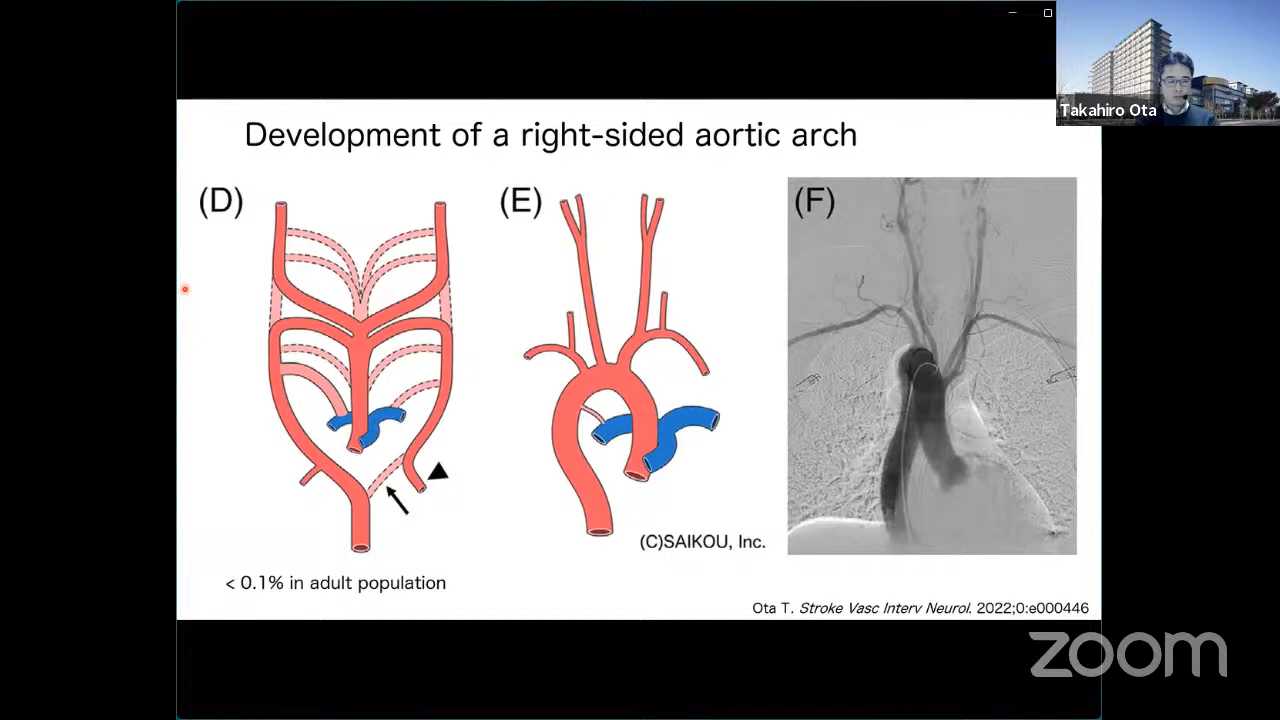 Takahiro Ota
Development of a right-sided aortic arch
(D)
(E)
(F)
(C)SAIKOU, Inc.
< 0.1% in adult population
Ota T. Stroke Vasc Interv Neurol. 2022;0:e000446
zoom